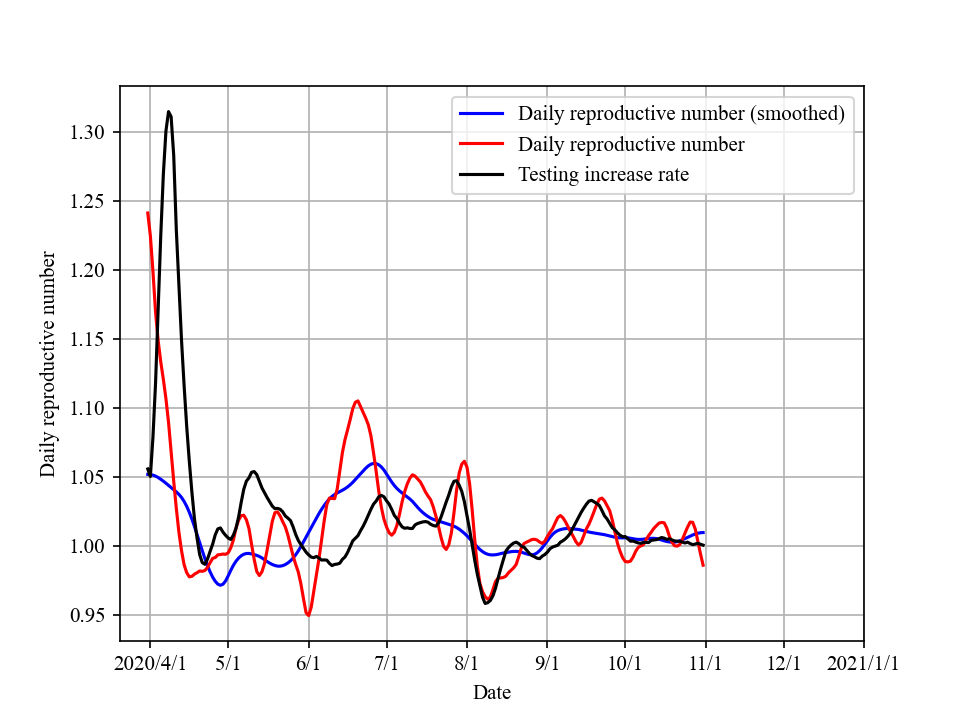 Daily reproductive number (smoothed)
Daily reproductive number
Testing increase rate
1.30
1.25
1.20
1.15
1.10
1.05
1.00
0.95
Daily reproductive number
2020/4/1 5/1 6/1 7/1 8/1 9/1 10/1 11/1 12/1 2021/1/1
Date